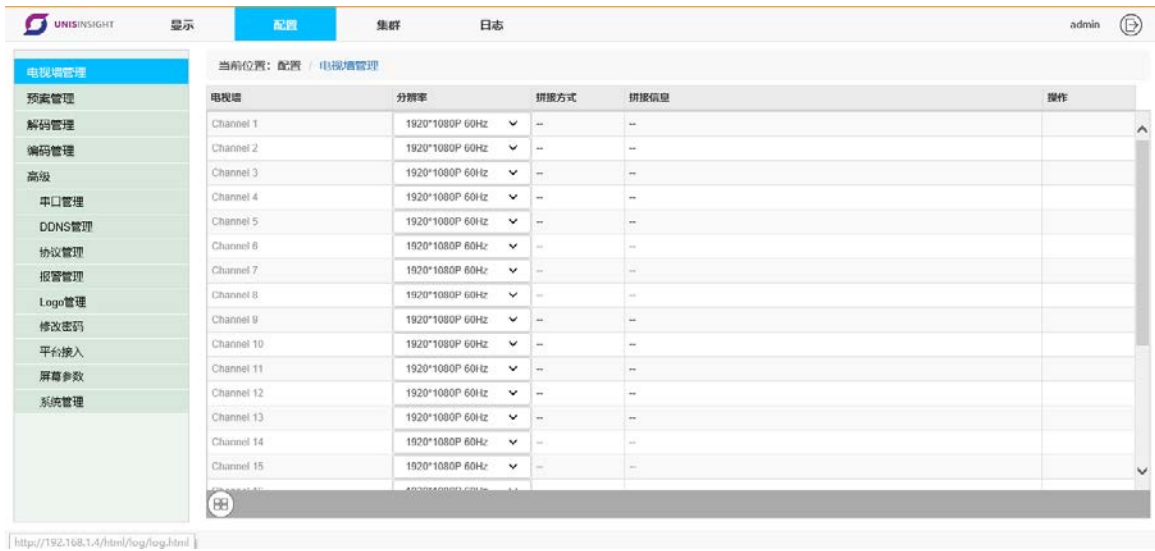 UNISINSIGHT 显示 配置 集群 日志 admin
电视墙管理
预案管理
解码管理
编码管理
高级
串口管理
DDNS管理
协议管理
报警管理
Logo管理
修改密码
平台接入
屏幕参数
系统管理
当前位置：配置 / 电视墙管理
电视墙 分辨率 拼接方式 拼接信息 操作
Channel 1 1920*1080P 60Hz -- --
Channel 2 1920*1080P 60Hz -- --
Channel 3 1920*1080P 60Hz -- --
Channel 4 1920*1080P 60Hz -- --
Channel 5 1920*1080P 60Hz -- --
Channel 6 1920*1080P 60Hz -- --
Channel 7 1920*1080P 60Hz -- --
Channel 8 1920*1080P 60Hz -- --
Channel 9 1920*1080P 60Hz -- --
Channel 10 1920*1080P 60Hz -- --
Channel 11 1920*1080P 60Hz -- --
Channel 12 1920*1080P 60Hz -- --
Channel 13 1920*1080P 60Hz -- --
Channel 14 1920*1080P 60Hz -- --
Channel 15 1920*1080P 60Hz -- --
http://192.168.1.4/html/log/log.html